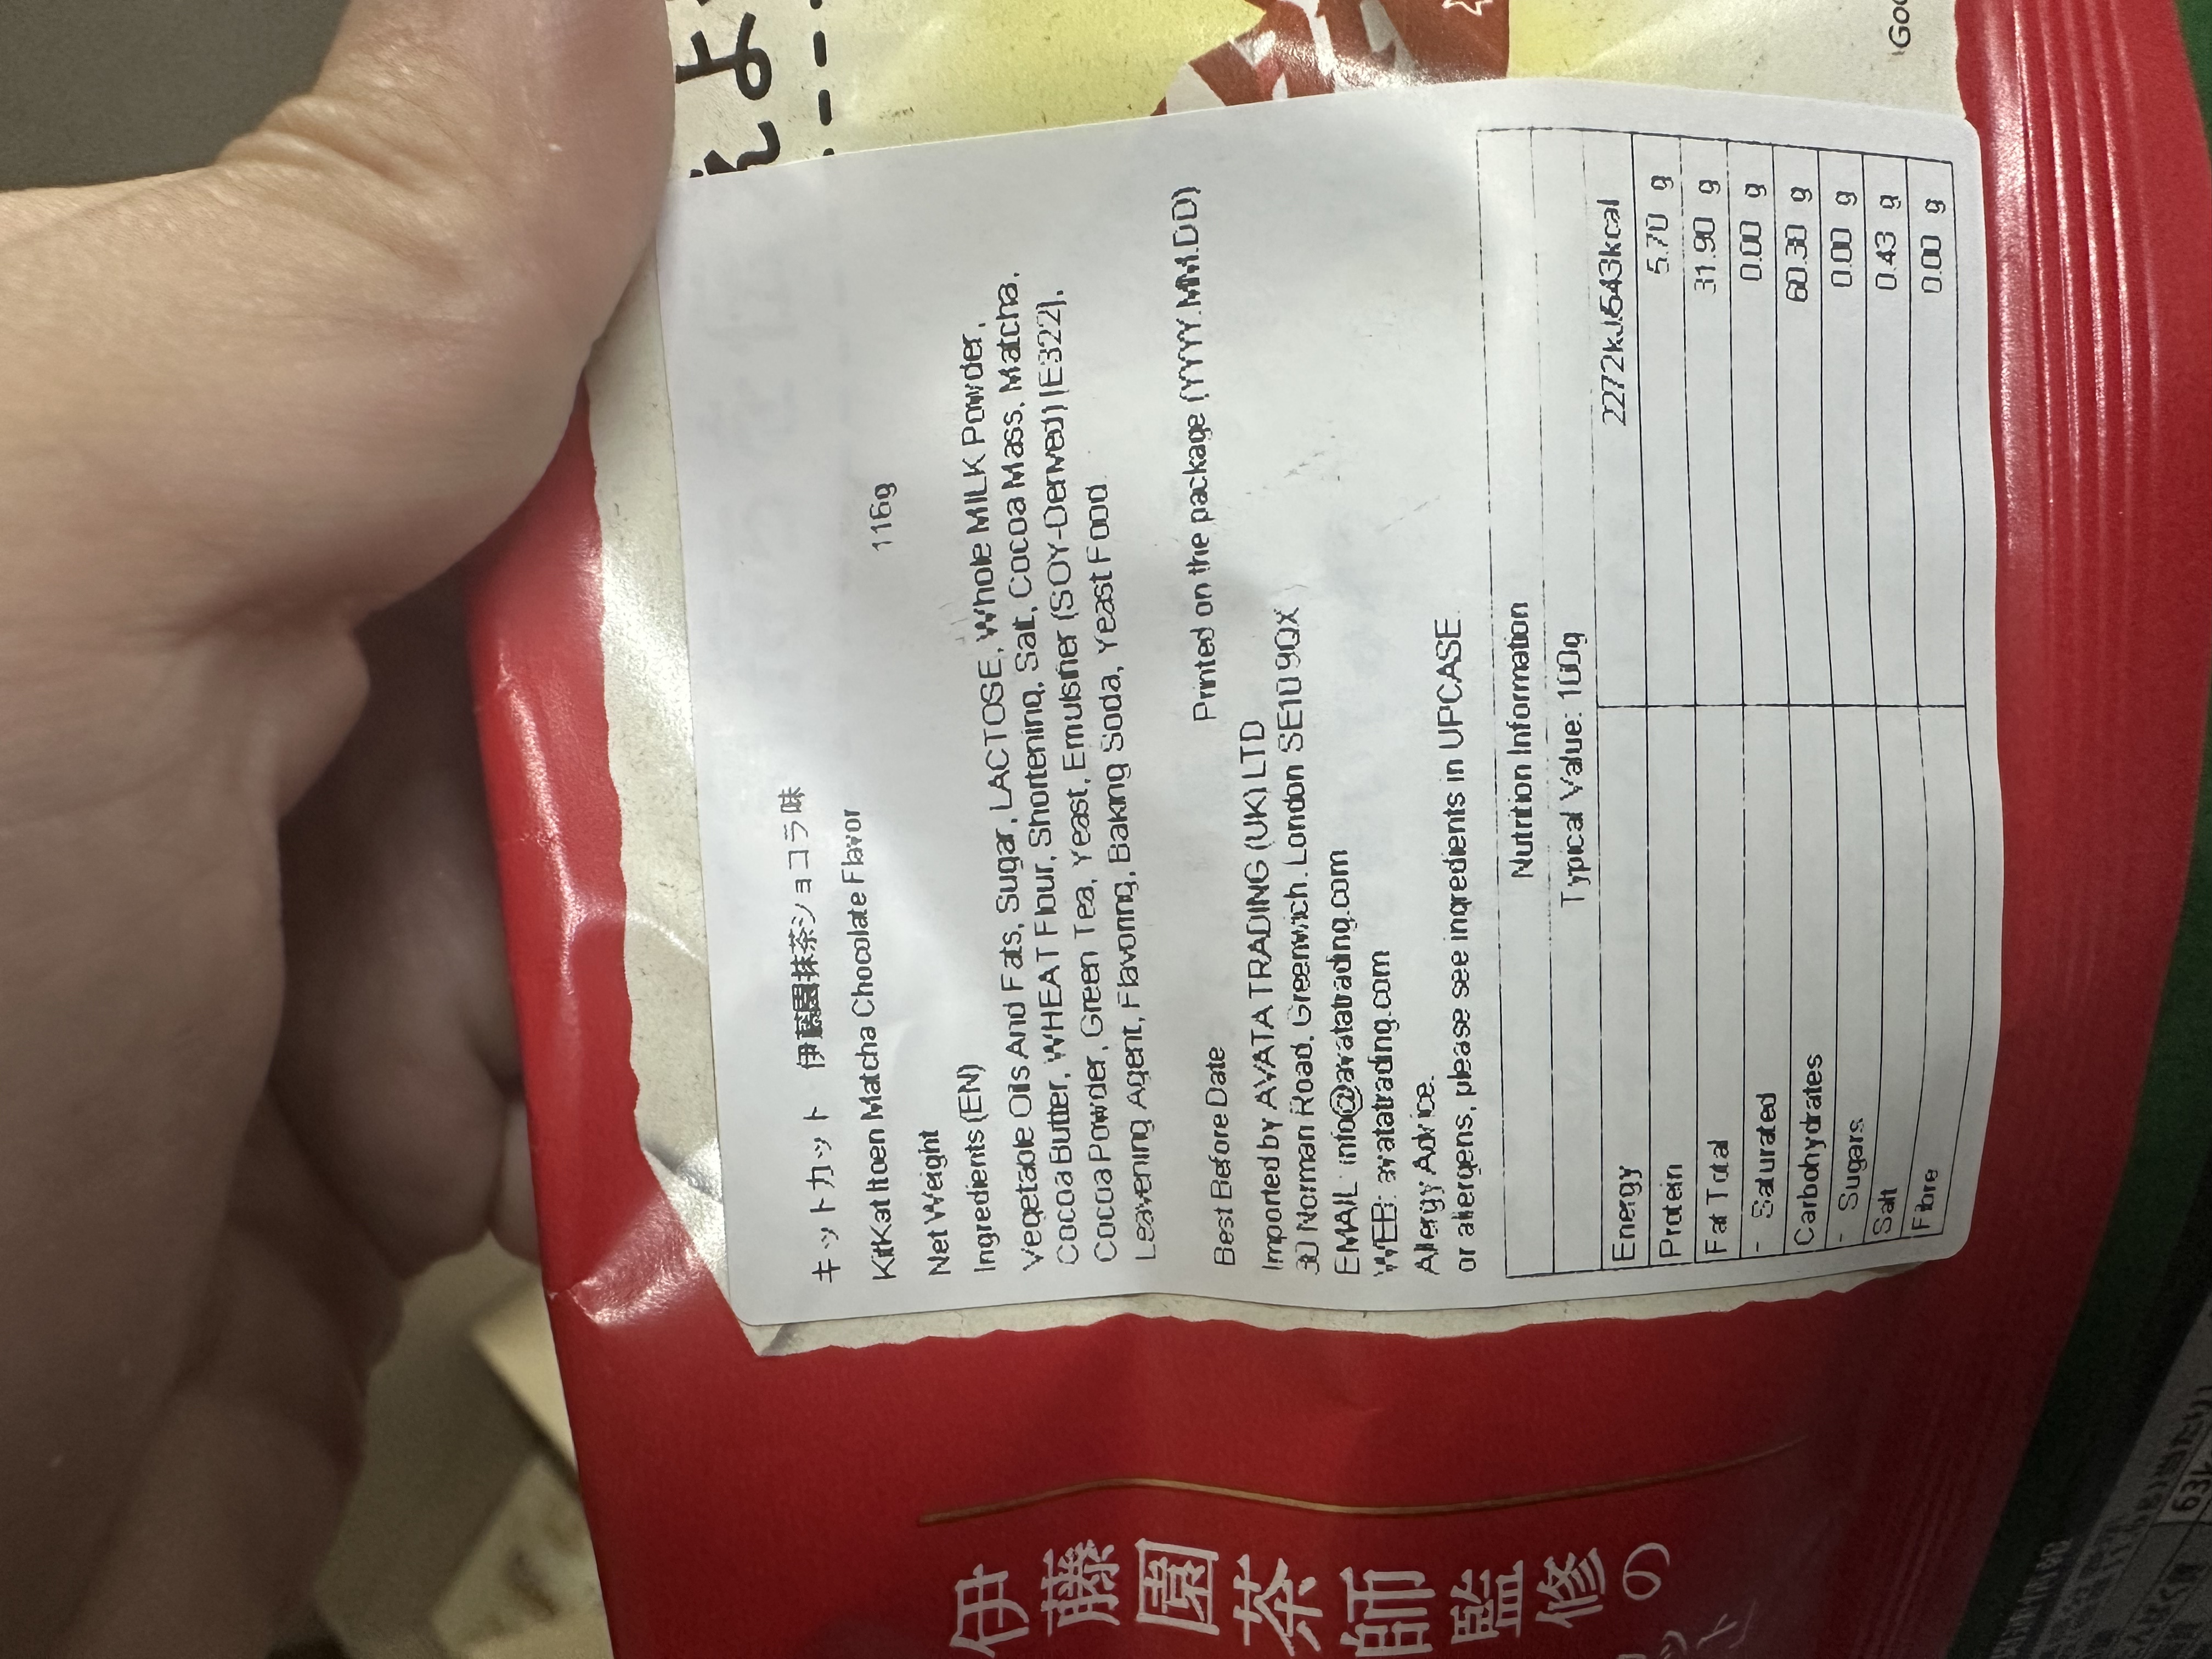 キットカット 伊藤園抹茶ショコラ味
KitKat Itoen Matcha Chocolate Flavor
Net Weight 116g
Ingredients (EN)
Vegetable Oils And Fats, Sugar, LACTOSE, Whole MILK Powder,
Cocoa Butter, WHEAT Flour, Shortening, Salt, Cocoa Mass, Matcha,
Cocoa Powder, Green Tea, Yeast, Emulsifier (SOY-Derived) [E322],
Leavening Agent, Flavoring, Baking Soda, Yeast Food
Best Before Date Printed on the package (YYYY.MM.DD)
Imported by AVATA TRADING (UK) LTD
30 Norman Road, Greenwich. London SE10 9QX
EMAIL: info@avatatrading.com
WEB: avatatrading.com
Allergy Advice.
or allergens, please see ingredients in UPCASE
Nutrition Information
Typical Value: 100g
Energy 2272kJ/543kcal
Protein 5.70 g
Fat Total 31.90 g
- Saturated 0.00 g
Carbohydrates 60.30 g
- Sugars 0.00 g
Salt 0.43 g
Fibre 0.00 g
伊藤園茶師監修の